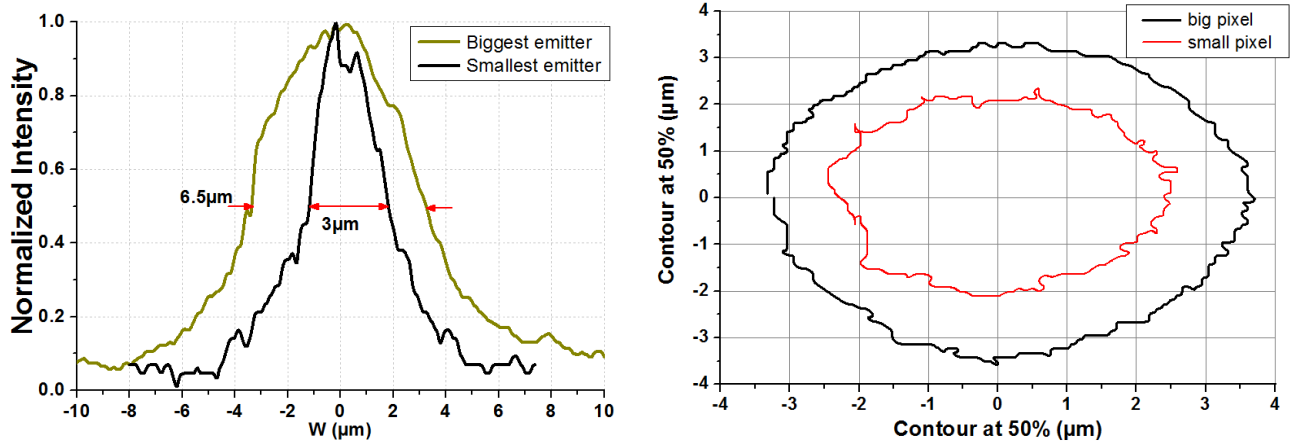 Normalized Intensity
1.0
0.8
0.6
0.4
0.2
0.0
Biggest emitter
Smallest emitter
6.5µm
3µm
-10 -8 -6 -4 -2 0 2 4 6 8 10
W (µm)
Contour at 50% (µm)
4
3
2
1
0
-1
-2
-3
-4
big pixel
small pixel
-4 -3 -2 -1 0 1 2 3 4
Contour at 50% (µm)